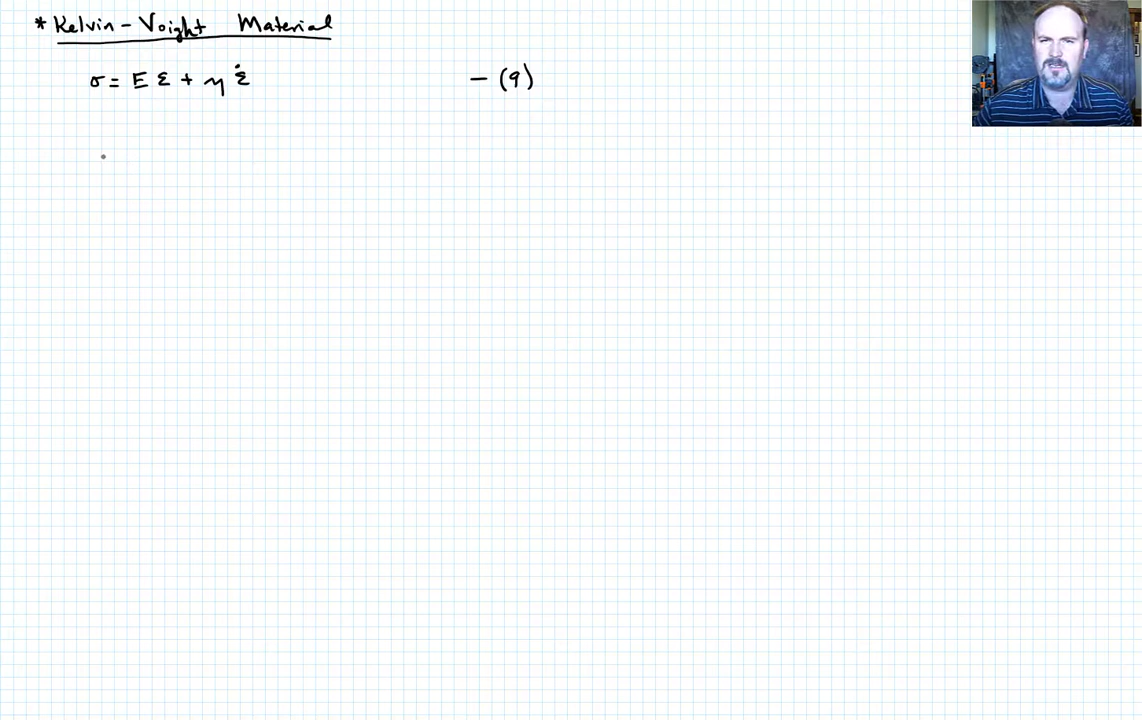 * Kelvin-Voight Material
σ = E ε + η ε̇ - (9)